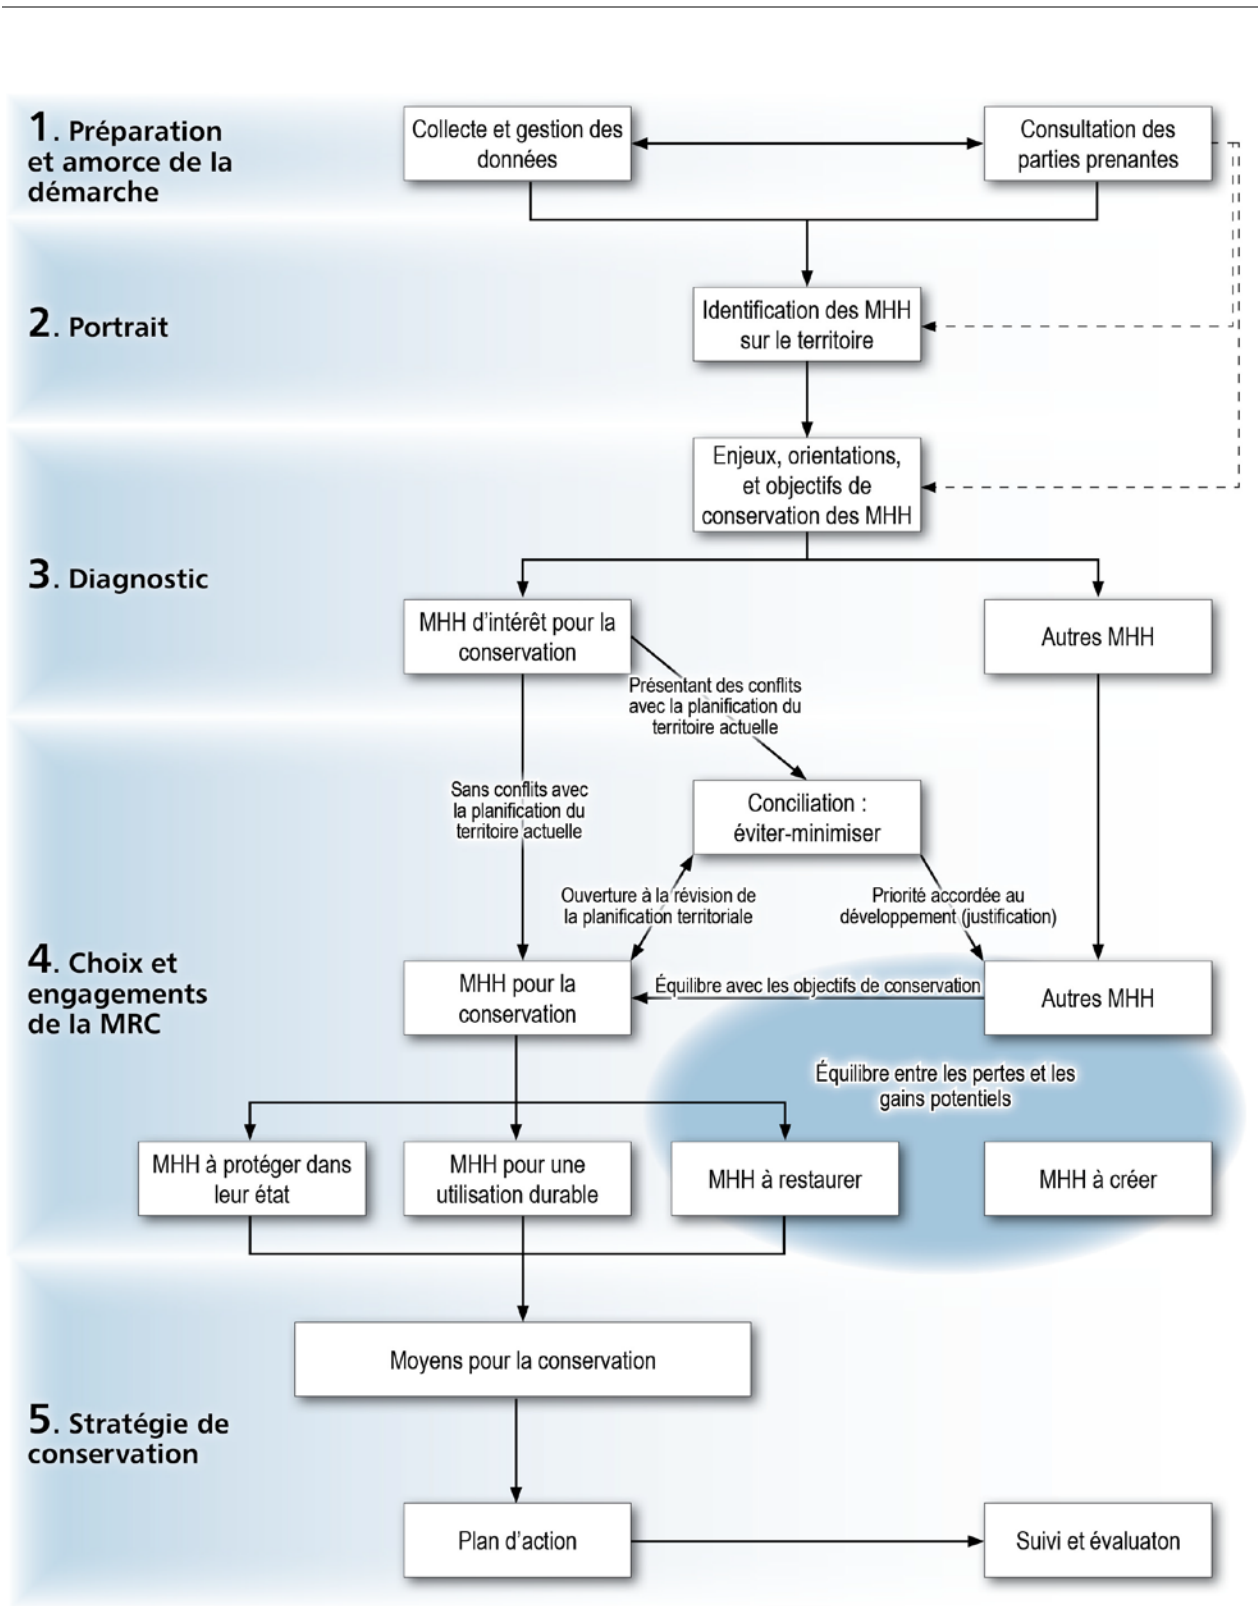 1. Préparation
et amorce de la
démarche
Collecte et gestion des
données
Consultation des
parties prenantes
2. Portrait
Identification des MHH
sur le territoire
3. Diagnostic
Enjeux, orientations,
et objectifs de
conservation des MHH
MHH d'intérêt pour la
conservation
Autres MHH
Présentant des conflits
avec la planification du
territoire actuelle
Sans conflits avec
la planification du
territoire actuelle
Conciliation :
éviter-minimiser
Ouverture à la révision de
la planification territoriale
Priorité accordée au
développement (justification)
4. Choix et
engagements
de la MRC
MHH pour la
conservation
Équilibre avec les objectifs de conservation
Autres MHH
Équilibre entre les pertes et les
gains potentiels
MHH à protéger dans
leur état
MHH pour une
utilisation durable
MHH à restaurer
MHH à créer
5. Stratégie de
conservation
Moyens pour la conservation
Plan d'action
Suivi et évaluaton